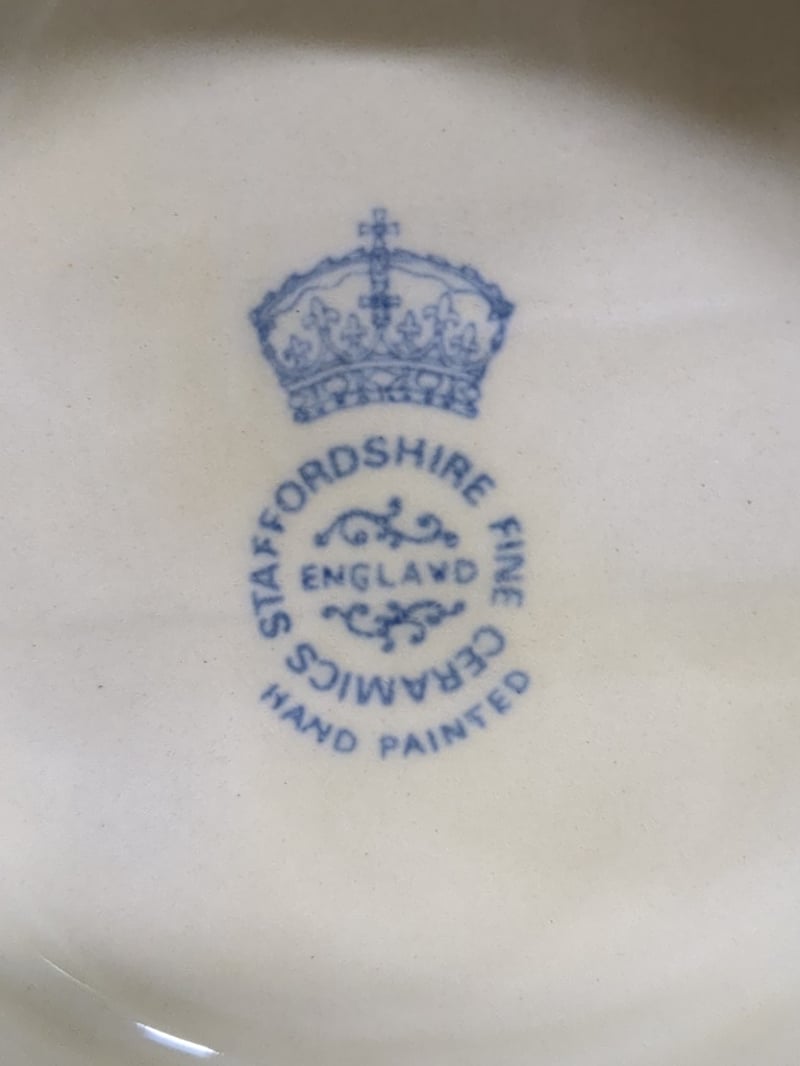 STAFFORDSHIRE FINE CERAMICS
ENGLAND
HAND PAINTED